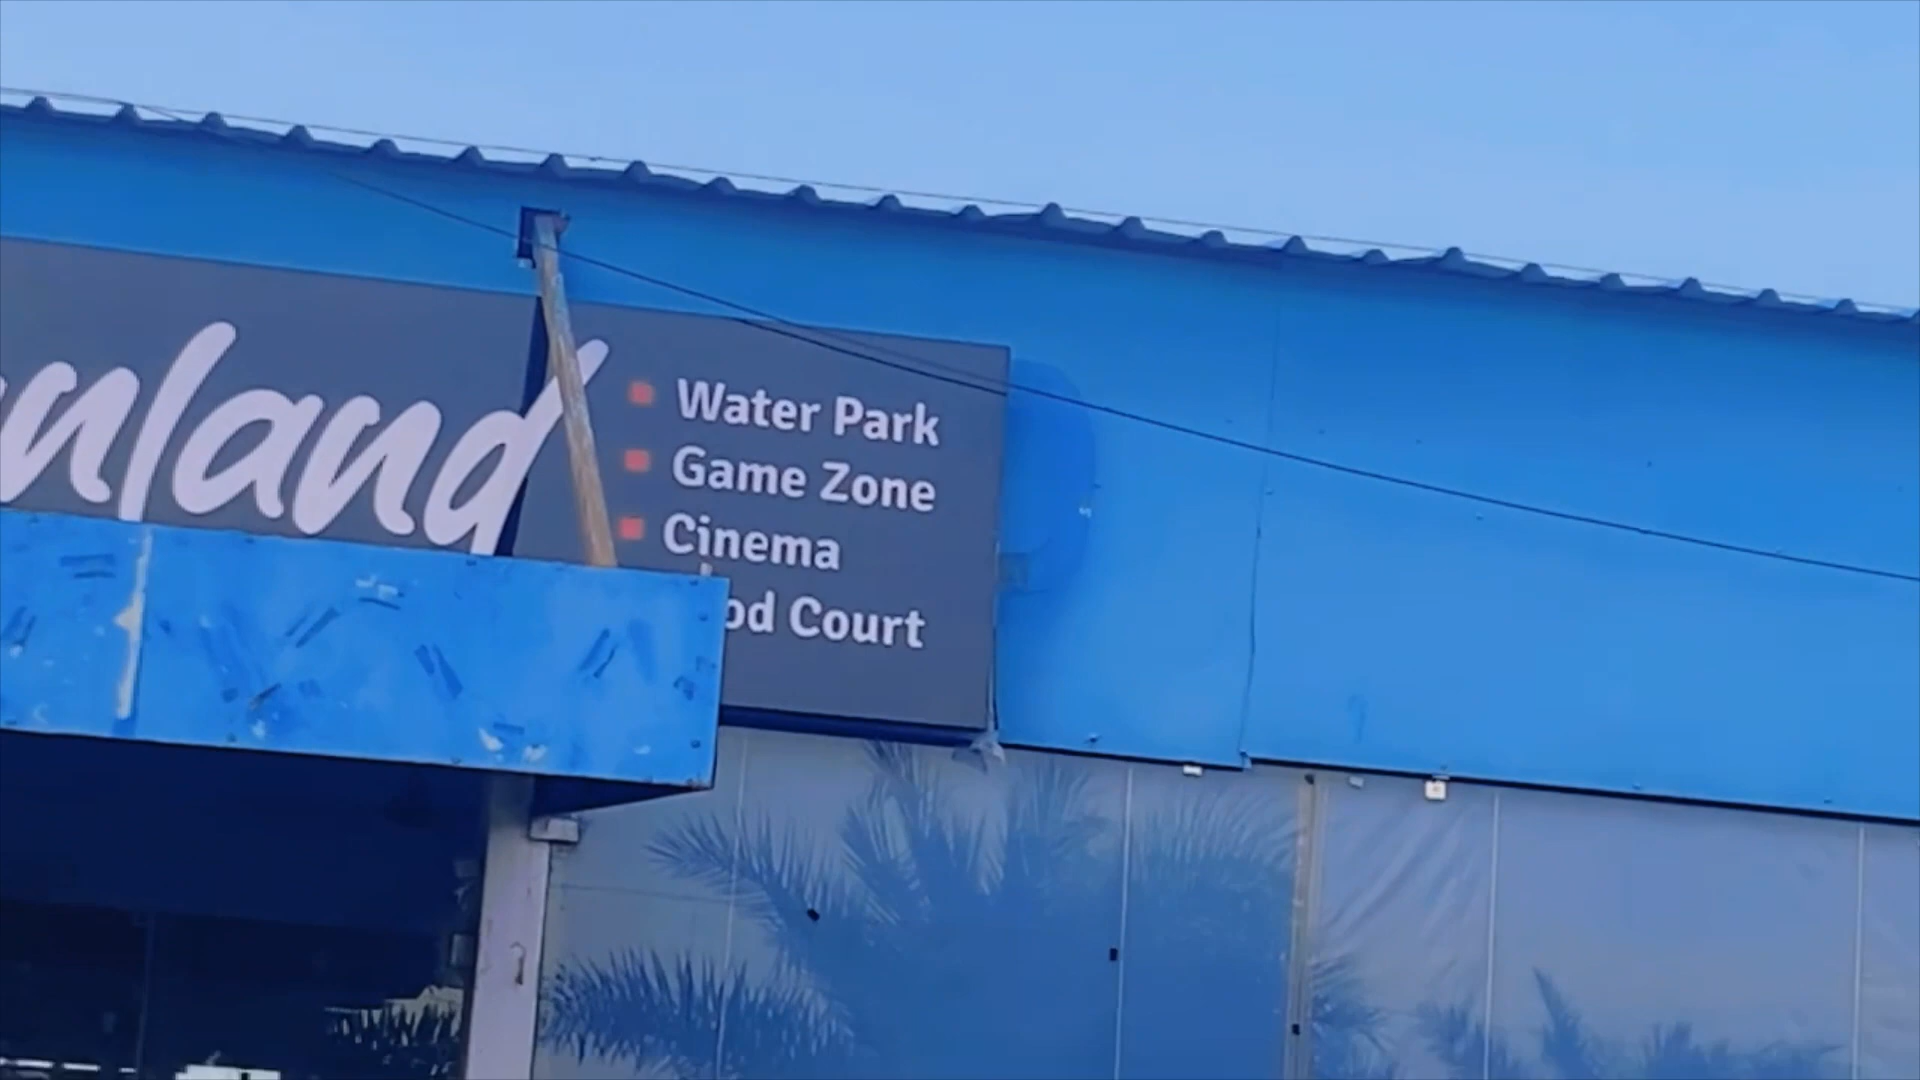 nland
Water Park
Game Zone
Cinema
od Court